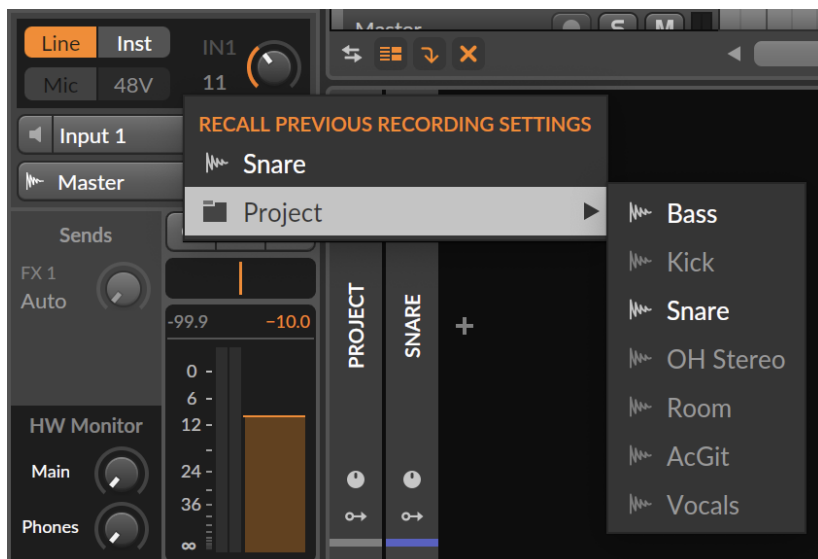 Line Inst IN1
Mic 48V 11
Master
S M
Input 1
Master
RECALL PREVIOUS RECORDING SETTINGS
Snare
Project
Bass
Kick
Snare
OH Stereo
Room
AcGit
Vocals
Sends
FX 1
Auto
-99.9 −10.0
0 -
6 -
12 -
24 -
36 -
∞
HW Monitor
Main
Phones
PROJECT
SNARE
+